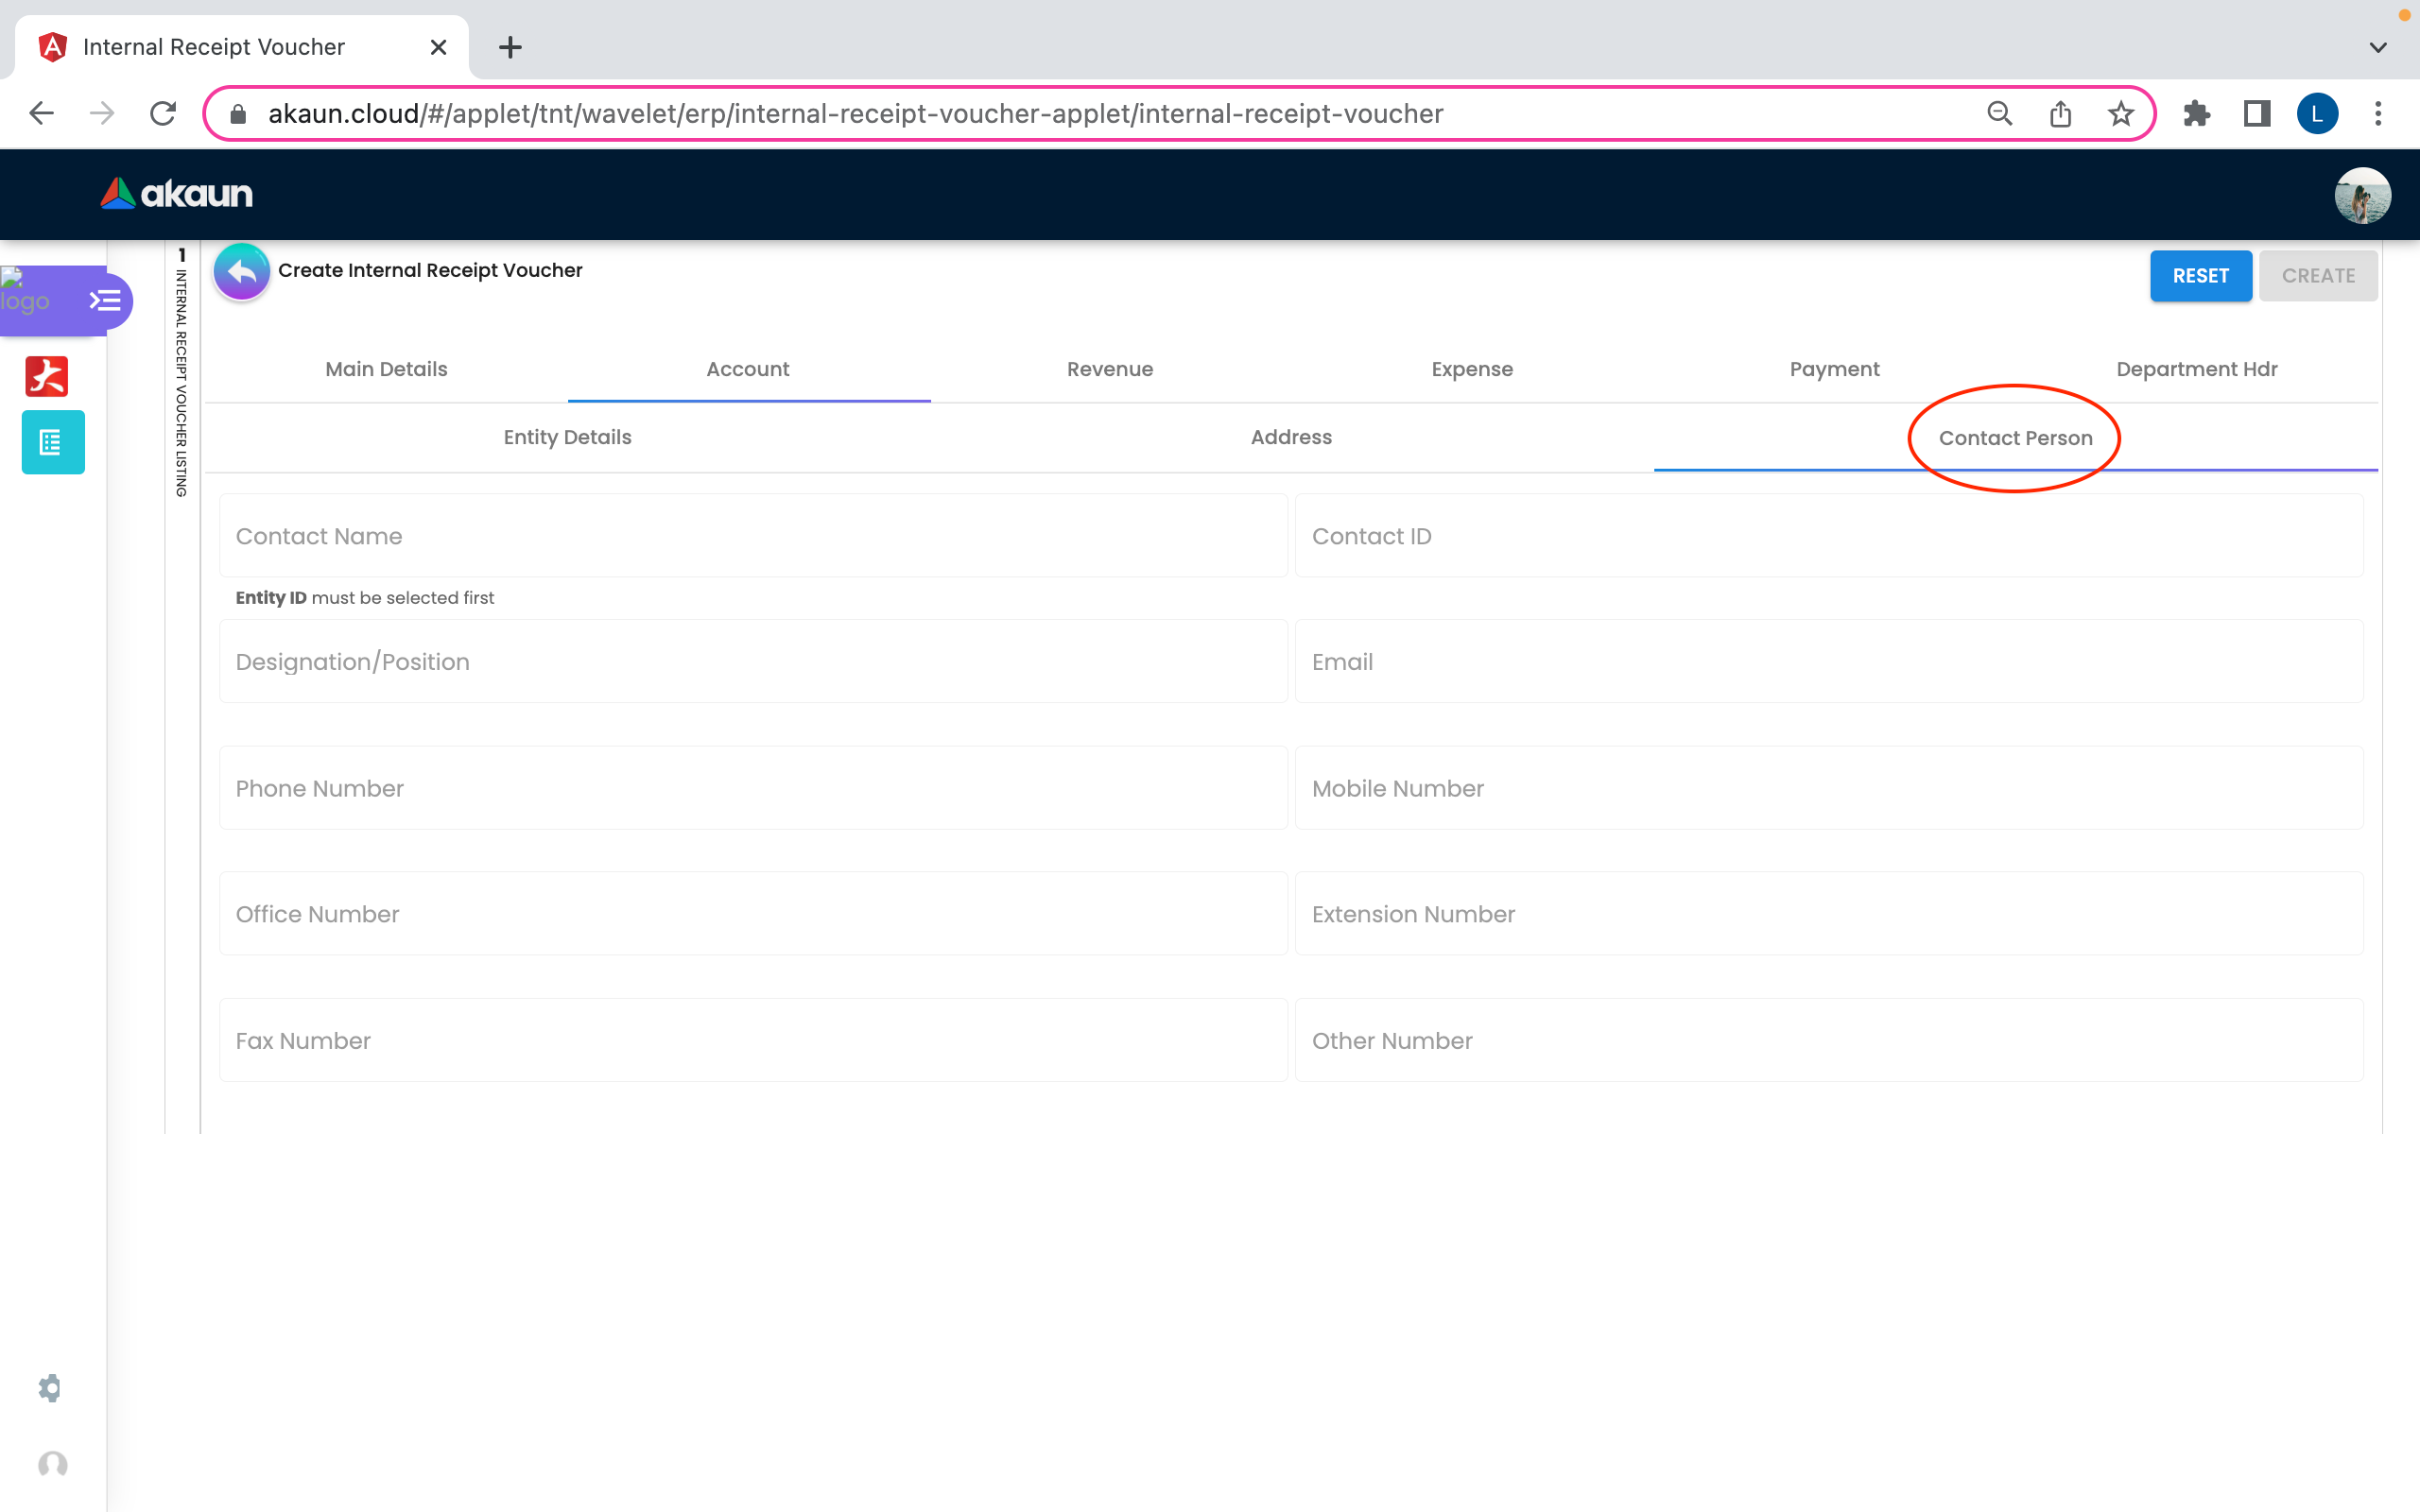 Internal Receipt Voucher
akaun.cloud/#/applet/tnt/wavelet/erp/internal-receipt-voucher-applet/internal-receipt-voucher
L
akaun
logo
1 INTERNAL RECEIPT VOUCHER LISTING
Create Internal Receipt Voucher
RESET CREATE
Main Details Account Revenue Expense Payment Department Hdr
Entity Details Address Contact Person
Contact Name Contact ID
Entity ID must be selected first
Designation/Position Email
Phone Number Mobile Number
Office Number Extension Number
Fax Number Other Number